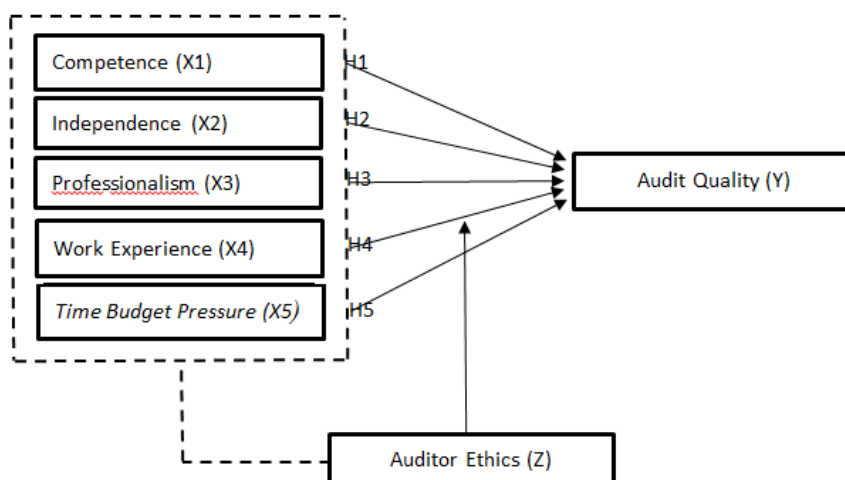 Competence (X1)
H1
Independence (X2)
H2
Professionalism (X3)
H3
Audit Quality (Y)
Work Experience (X4)
H4
Time Budget Pressure (X5)
H5
Auditor Ethics (Z)